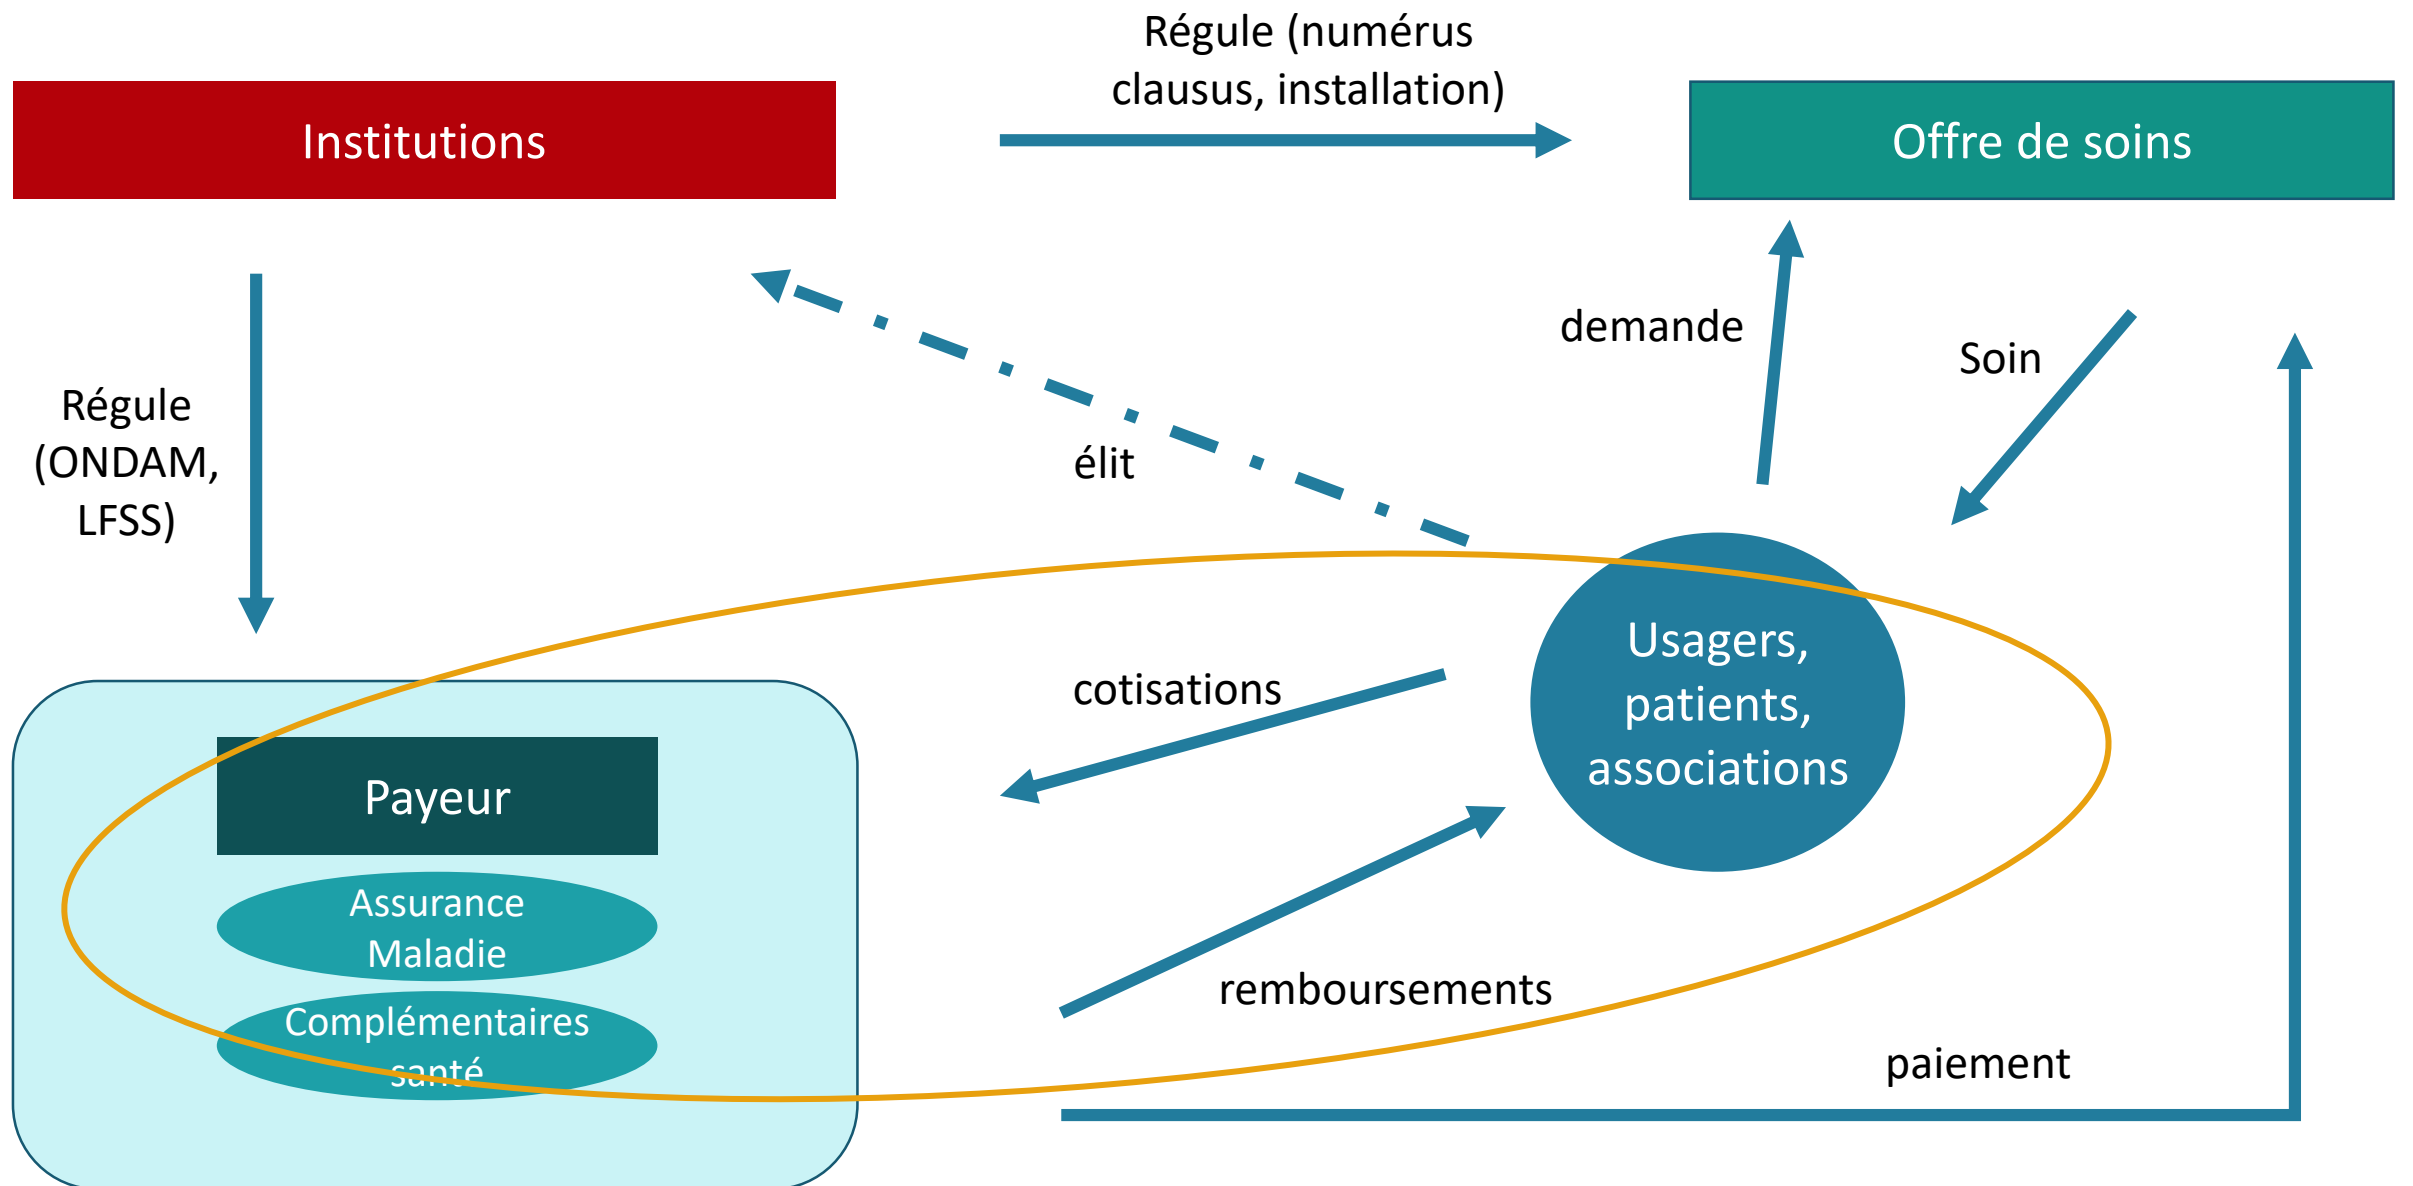 Régule (numérus
clausus, installation)
Institutions
Offre de soins
demande
Soin
Régule
(ONDAM,
LFSS)
élit
Usagers,
patients,
associations
cotisations
Payeur
Assurance
Maladie
Complémentaires
santé
remboursements
paiement